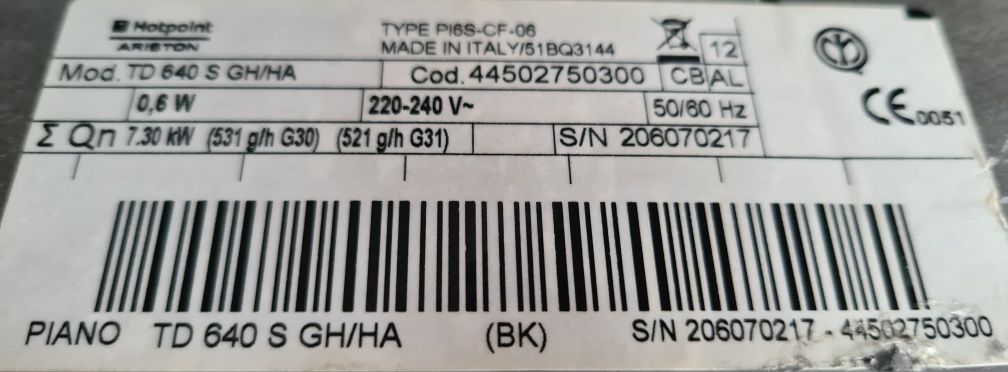 Hotpoint
ARISTON
TYPE PI6S-CF-06
MADE IN ITALY/51BQ3144
12
Mod. TD 640 S GH/HA
Cod. 44502750300
CB AL
0,6 W
220-240 V~
50/60 Hz
CE 0051
Σ Qn 7.30 kW (531 g/h G30) (521 g/h G31)
S/N 206070217
PIANO TD 640 S GH/HA (BK) S/N 206070217 - 44502750300